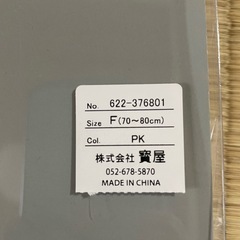 No. 622-376801
Size F(70～80cm)
Col. PK
株式会社 寳屋
052-678-5870
MADE IN CHINA